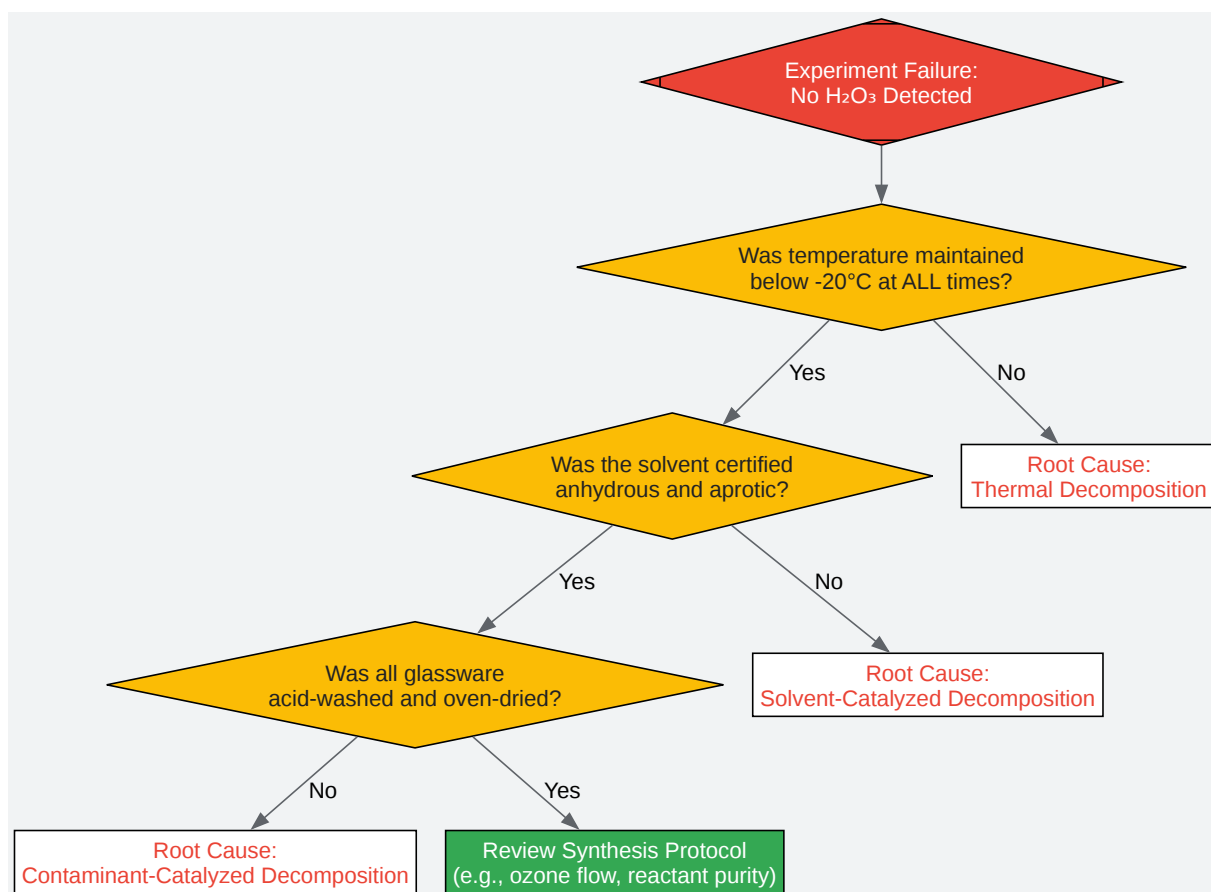 Experiment Failure:
No H₂O₃ Detected
Was temperature maintained
below -20°C at ALL times?
Yes
No
Was the solvent certified
anhydrous and aprotic?
Root Cause:
Thermal Decomposition
Yes
No
Was all glassware
acid-washed and oven-dried?
Root Cause:
Solvent-Catalyzed Decomposition
No
Yes
Root Cause:
Contaminant-Catalyzed Decomposition
Review Synthesis Protocol
(e.g., ozone flow, reactant purity)